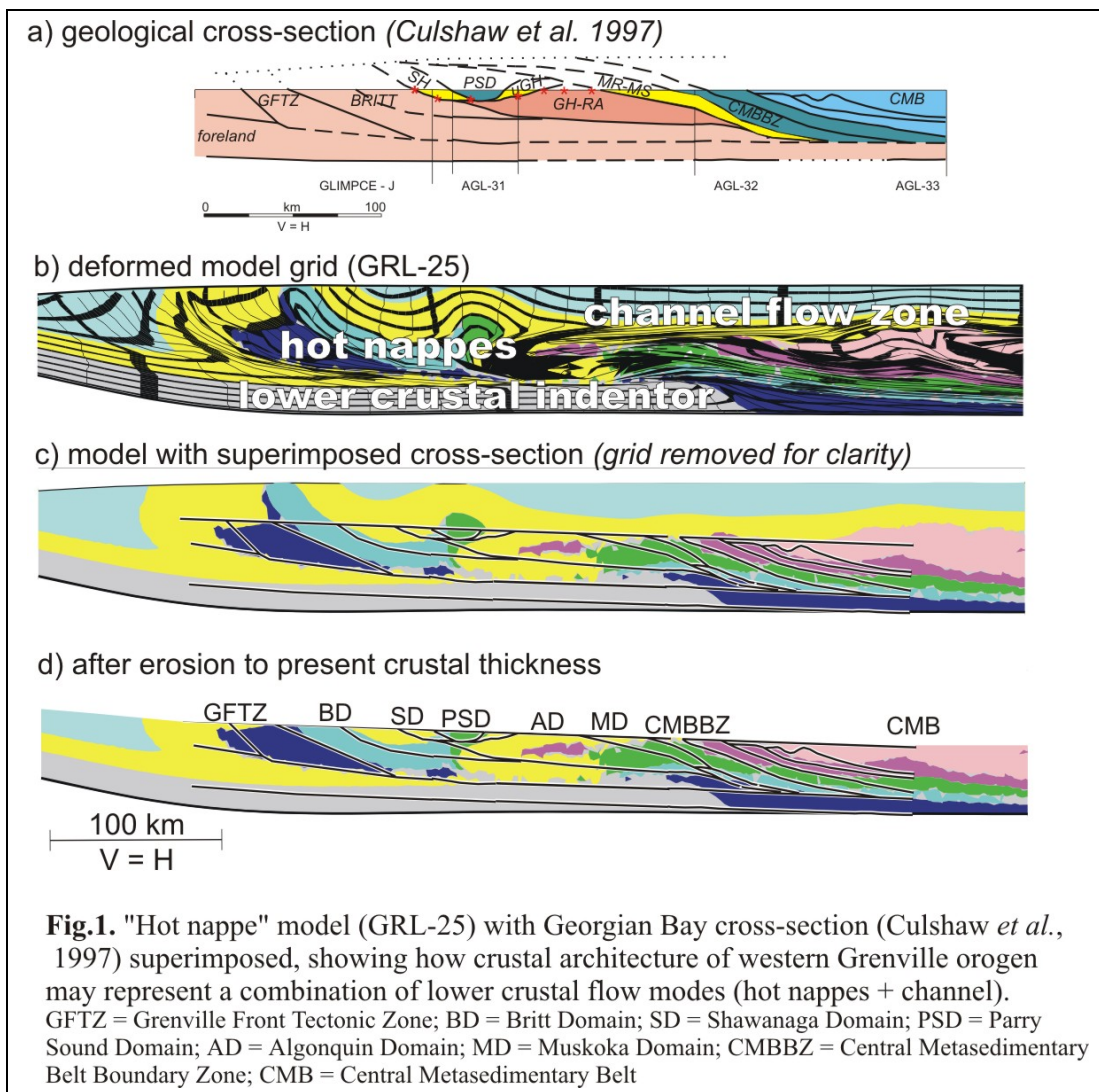 a) geological cross-section (Culshaw et al. 1997)
SH PSD uGH MR-MS
GFTZ BRITT GH-RA CMBBZ CMB
foreland
GLIMPCE - J AGL-31 AGL-32 AGL-33
0 km 100
V = H
b) deformed model grid (GRL-25)
channel flow zone
hot nappes
lower crustal indentor
c) model with superimposed cross-section (grid removed for clarity)
d) after erosion to present crustal thickness
GFTZ BD SD PSD AD MD CMBBZ CMB
100 km
V = H
Fig.1. "Hot nappe" model (GRL-25) with Georgian Bay cross-section (Culshaw et al.,
1997) superimposed, showing how crustal architecture of western Grenville orogen
may represent a combination of lower crustal flow modes (hot nappes + channel).
GFTZ = Grenville Front Tectonic Zone; BD = Britt Domain; SD = Shawanaga Domain; PSD = Parry
Sound Domain; AD = Algonquin Domain; MD = Muskoka Domain; CMBBZ = Central Metasedimentary
Belt Boundary Zone; CMB = Central Metasedimentary Belt